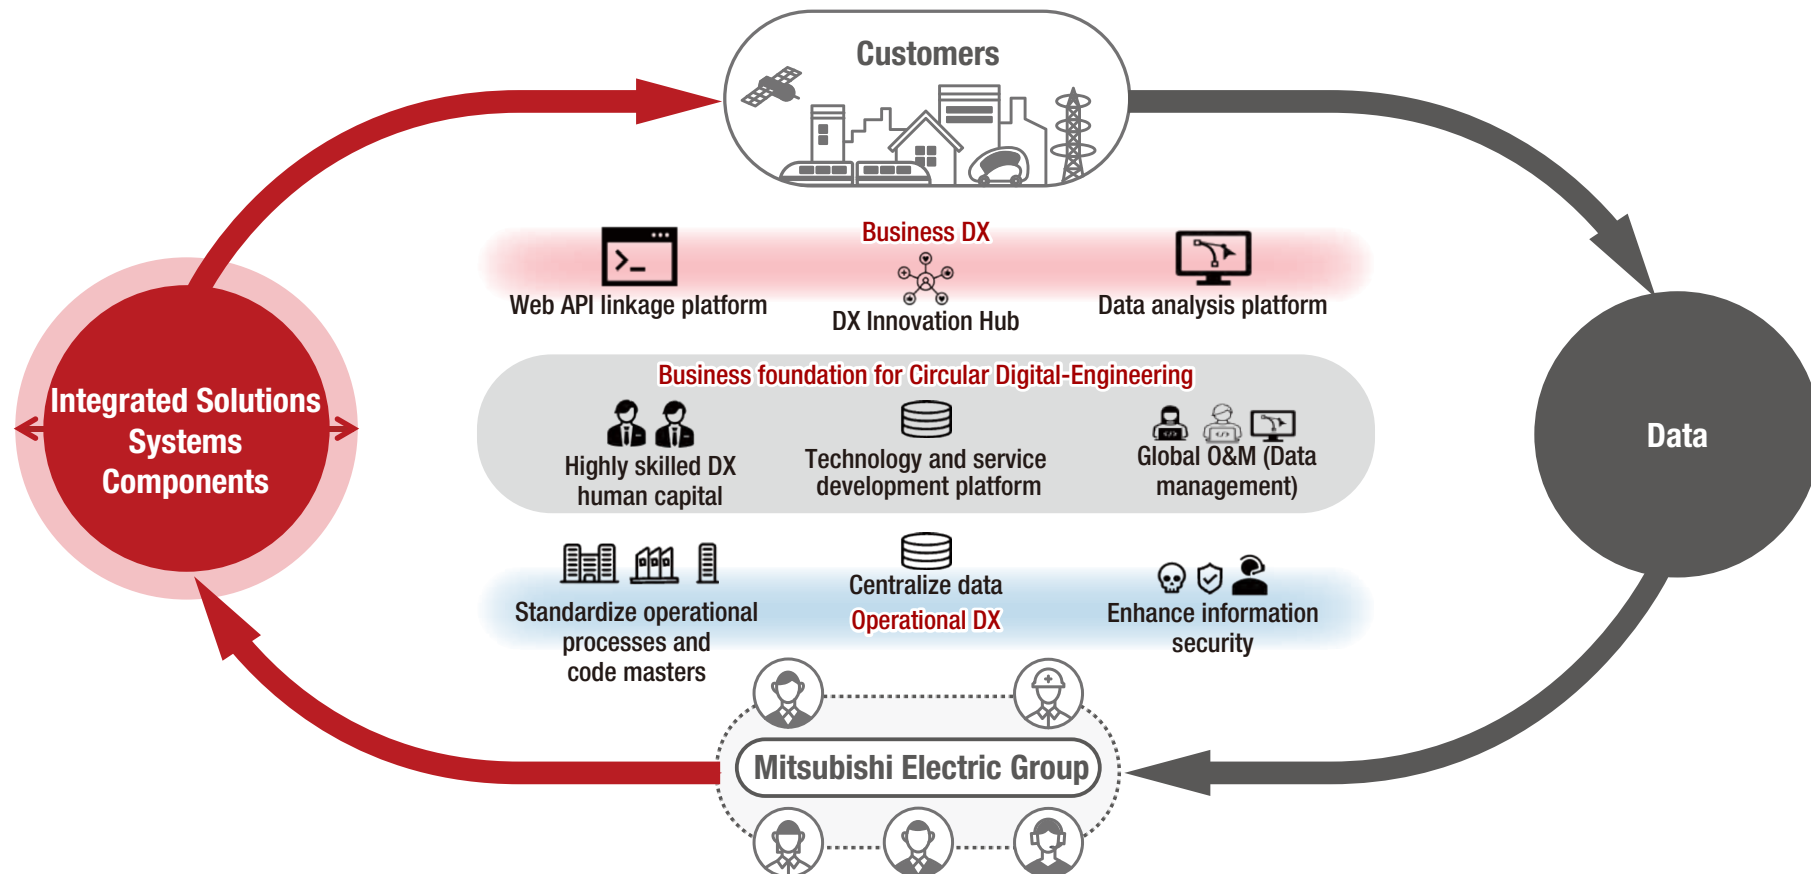 Customers
Business DX
Web API linkage platform
DX Innovation Hub
Data analysis platform
Integrated Solutions
Systems
Components
Data
Business foundation for Circular Digital-Engineering
Highly skilled DX
human capital
Technology and service
development platform
Global O&M (Data
management)
Standardize operational
processes and
code masters
Centralize data
Operational DX
Enhance information
security
Mitsubishi Electric Group